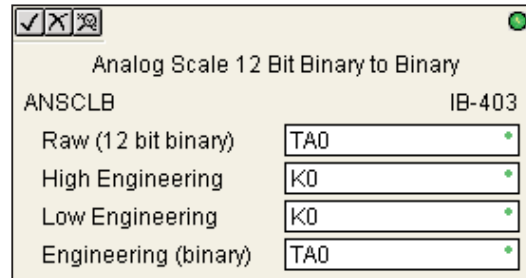 Analog Scale 12 Bit Binary to Binary
ANSCLB IB-403
Raw (12 bit binary) TA0
High Engineering K0
Low Engineering K0
Engineering (binary) TA0